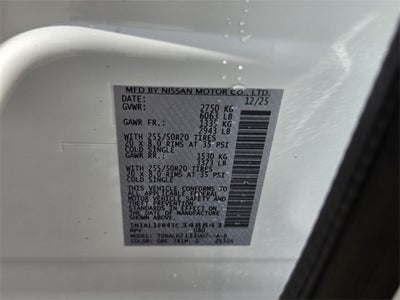 MFD BY NISSAN MOTOR CO., LTD.
DATE: 12/25
GVWR: 2750 KG
6063 LB
GAWR FR.: 1335 KG
2943 LB
WITH 255/50R20 TIRES
20 X 8.0 RIMS AT 35 PSI
COLD SINGLE
GAWR RR.: 1530 KG
3373 LB
WITH 255/50R20 TIRES
20 X 8.0 RIMS AT 35 PSI
COLD SINGLE
THIS VEHICLE CONFORMS TO
ALL APPLICABLE FEDERAL
MOTOR VEHICLE SAFETY AND THEFT
STANDARDS IN EFFECT ON
THE DATE OF MANUFACTURE
SHOWN ABOVE
MPV
COLOR: TRIM: G